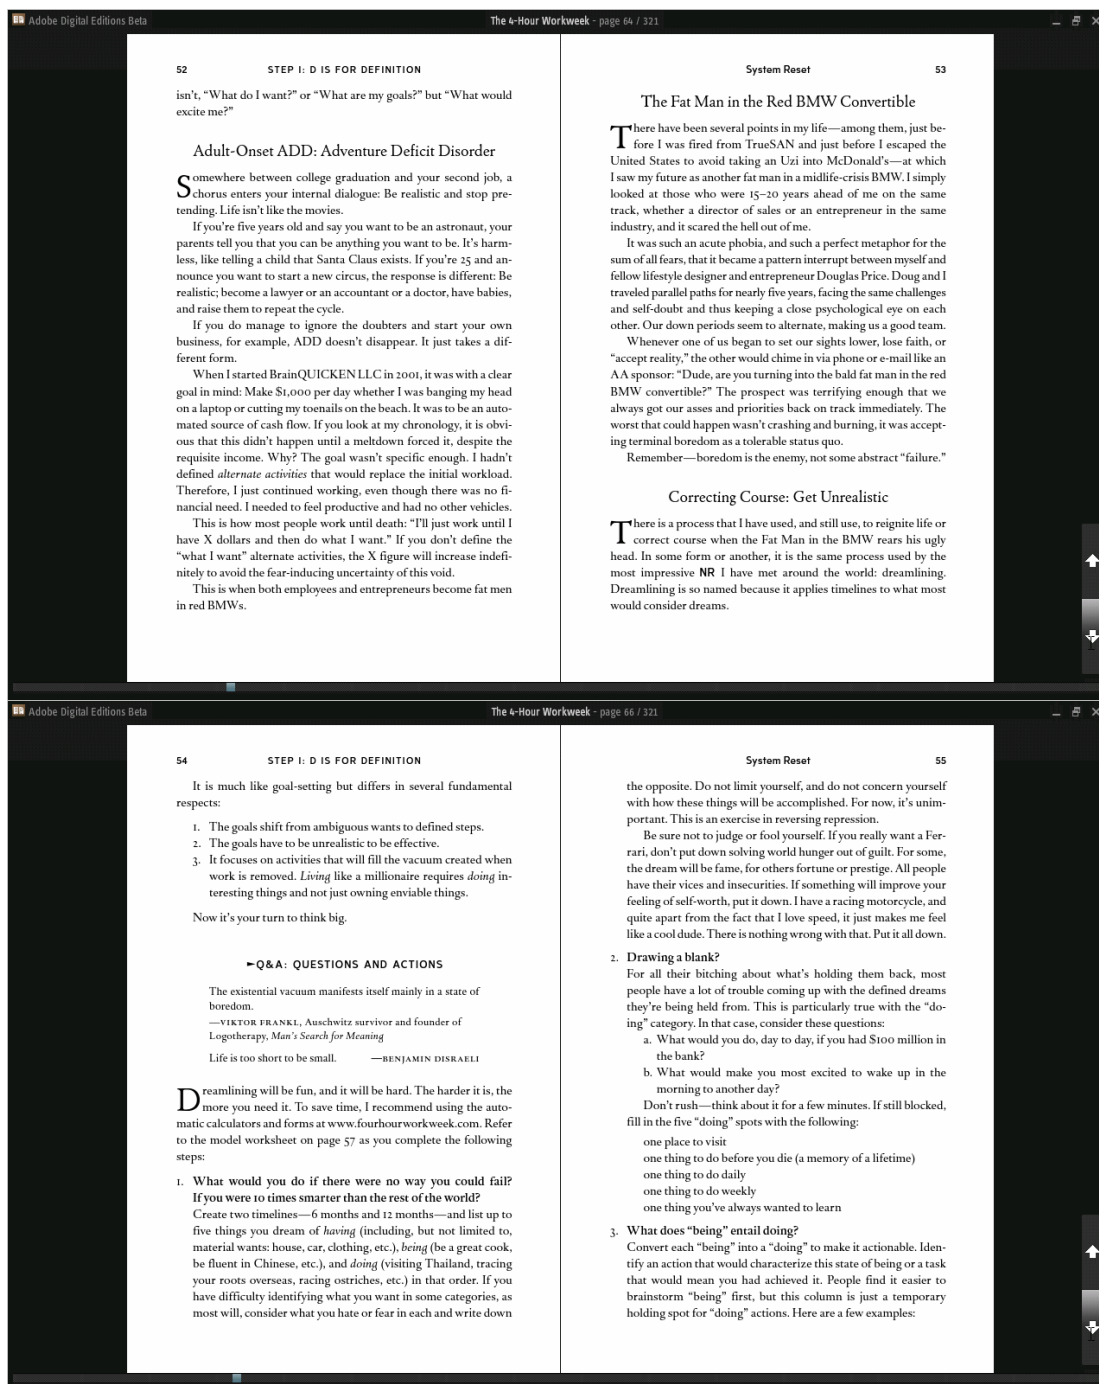 Adobe Digital Editions Beta
The 4-Hour Workweek - page 64 / 321
52
STEP I: D IS FOR DEFINITION
isn't, “What do I want?” or “What are my goals?” but “What would
excite me?”
Adult-Onset ADD: Adventure Deficit Disorder
Somewhere between college graduation and your second job, a
chorus enters your internal dialogue: Be realistic and stop pre-
tending. Life isn't like the movies.
If you're five years old and say you want to be an astronaut, your
parents tell you that you can be anything you want to be. It's harm-
less, like telling a child that Santa Claus exists. If you're 25 and an-
nounce you want to start a new circus, the response is different: Be
realistic; become a lawyer or an accountant or a doctor, have babies,
and raise them to repeat the cycle.
If you do manage to ignore the doubters and start your own
business, for example, ADD doesn't disappear. It just takes a dif-
ferent form.
When I started BrainQUICKEN LLC in 2001, it was with a clear
goal in mind: Make $1,000 per day whether I was banging my head
on a laptop or cutting my toenails on the beach. It was to be an auto-
mated source of cash flow. If you look at my chronology, it is obvi-
ous that this didn't happen until a meltdown forced it, despite the
requisite income. Why? The goal wasn't specific enough. I hadn't
defined alternate activities that would replace the initial workload.
Therefore, I just continued working, even though there was no fi-
nancial need. I needed to feel productive and had no other vehicles.
This is how most people work until death: “I'll just work until I
have X dollars and then do what I want.” If you don't define the
“what I want” alternate activities, the X figure will increase indefi-
nitely to avoid the fear-inducing uncertainty of this void.
This is when both employees and entrepreneurs become fat men
in red BMWs.
System Reset
53
The Fat Man in the Red BMW Convertible
There have been several points in my life—among them, just be-
fore I was fired from TrueSAN and just before I escaped the
United States to avoid taking an Uzi into McDonald's—at which
I saw my future as another fat man in a midlife-crisis BMW. I simply
looked at those who were 15–20 years ahead of me on the same
track, whether a director of sales or an entrepreneur in the same
industry, and it scared the hell out of me.
It was such an acute phobia, and such a perfect metaphor for the
sum of all fears, that it became a pattern interrupt between myself and
fellow lifestyle designer and entrepreneur Douglas Price. Doug and I
traveled parallel paths for nearly five years, facing the same challenges
and self-doubt and thus keeping a close psychological eye on each
other. Our down periods seem to alternate, making us a good team.
Whenever one of us began to set our sights lower, lose faith, or
“accept reality,” the other would chime in via phone or e-mail like an
AA sponsor: “Dude, are you turning into the bald fat man in the red
BMW convertible?” The prospect was terrifying enough that we
always got our asses and priorities back on track immediately. The
worst that could happen wasn't crashing and burning, it was accept-
ing terminal boredom as a tolerable status quo.
Remember—boredom is the enemy, not some abstract “failure.”
Correcting Course: Get Unrealistic
There is a process that I have used, and still use, to reignite life or
correct course when the Fat Man in the BMW rears his ugly
head. In some form or another, it is the same process used by the
most impressive NR I have met around the world: dreamlining.
Dreamlining is so named because it applies timelines to what most
would consider dreams.
Adobe Digital Editions Beta
The 4-Hour Workweek - page 66 / 321
54
STEP I: D IS FOR DEFINITION
It is much like goal-setting but differs in several fundamental
respects:
1. The goals shift from ambiguous wants to defined steps.
2. The goals have to be unrealistic to be effective.
3. It focuses on activities that will fill the vacuum created when
work is removed. Living like a millionaire requires doing in-
teresting things and not just owning enviable things.
Now it's your turn to think big.
►Q&A: QUESTIONS AND ACTIONS
The existential vacuum manifests itself mainly in a state of
boredom.
—VIKTOR FRANKL, Auschwitz survivor and founder of
Logotherapy, Man's Search for Meaning
Life is too short to be small. —BENJAMIN DISRAELI
Dreamlining will be fun, and it will be hard. The harder it is, the
more you need it. To save time, I recommend using the auto-
matic calculators and forms at www.fourhourworkweek.com. Refer
to the model worksheet on page 57 as you complete the following
steps:
1. What would you do if there were no way you could fail?
If you were 10 times smarter than the rest of the world?
Create two timelines—6 months and 12 months—and list up to
five things you dream of having (including, but not limited to,
material wants: house, car, clothing, etc.), being (be a great cook,
be fluent in Chinese, etc.), and doing (visiting Thailand, tracing
your roots overseas, racing ostriches, etc.) in that order. If you
have difficulty identifying what you want in some categories, as
most will, consider what you hate or fear in each and write down
System Reset
55
the opposite. Do not limit yourself, and do not concern yourself
with how these things will be accomplished. For now, it's unim-
portant. This is an exercise in reversing repression.
Be sure not to judge or fool yourself. If you really want a Fer-
rari, don't put down solving world hunger out of guilt. For some,
the dream will be fame, for others fortune or prestige. All people
have their vices and insecurities. If something will improve your
feeling of self-worth, put it down. I have a racing motorcycle, and
quite apart from the fact that I love speed, it just makes me feel
like a cool dude. There is nothing wrong with that. Put it all down.
2. Drawing a blank?
For all their bitching about what's holding them back, most
people have a lot of trouble coming up with the defined dreams
they're being held from. This is particularly true with the “do-
ing” category. In that case, consider these questions:
a. What would you do, day to day, if you had $100 million in
the bank?
b. What would make you most excited to wake up in the
morning to another day?
Don't rush—think about it for a few minutes. If still blocked,
fill in the five “doing” spots with the following:
one place to visit
one thing to do before you die (a memory of a lifetime)
one thing to do daily
one thing to do weekly
one thing you've always wanted to learn
3. What does “being” entail doing?
Convert each “being” into a “doing” to make it actionable. Iden-
tify an action that would characterize this state of being or a task
that would mean you had achieved it. People find it easier to
brainstorm “being” first, but this column is just a temporary
holding spot for “doing” actions. Here are a few examples: